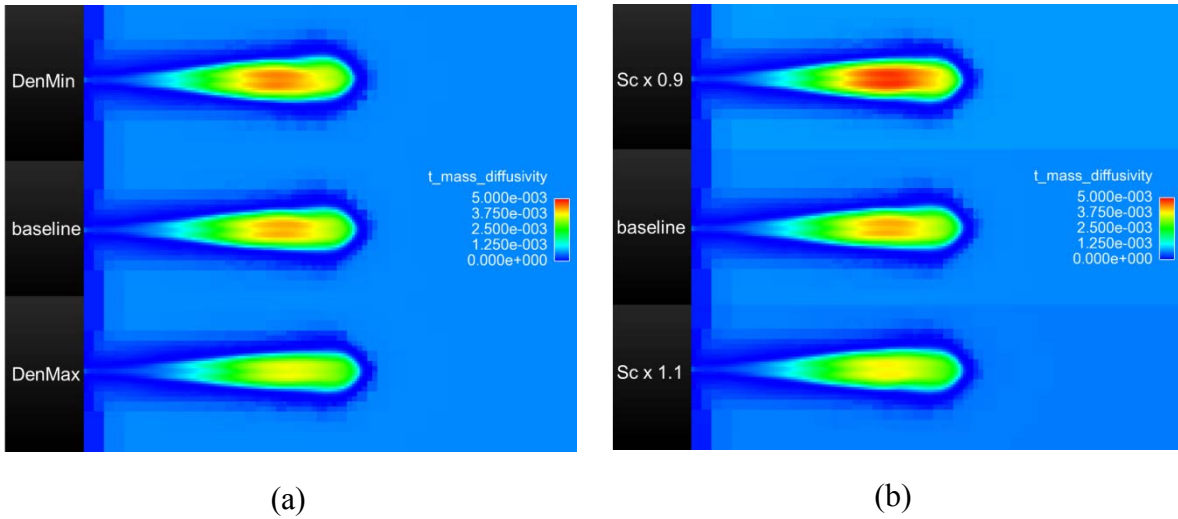 DenMin
baseline
DenMax
t_mass_diffusivity
5.000e-003
3.750e-003
2.500e-003
1.250e-003
0.000e+000
(a)
Sc x 0.9
baseline
Sc x 1.1
t_mass_diffusivity
5.000e-003
3.750e-003
2.500e-003
1.250e-003
0.000e+000
(b)